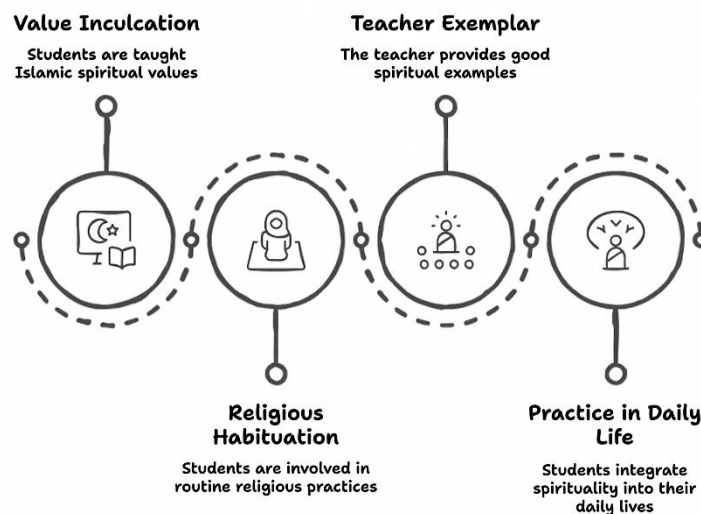 Value Inculcation
Students are taught
Islamic spiritual values
Religious
Habituation
Students are involved in
routine religious practices
Teacher Exemplar
The teacher provides good
spiritual examples
Practice in Daily
Life
Students integrate
spirituality into their
daily lives